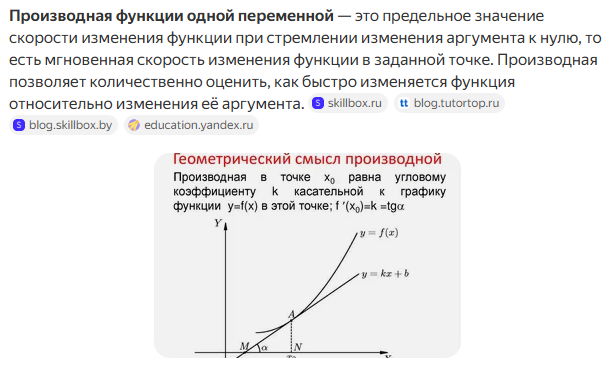 Производная функции одной переменной — это предельное значение
скорости изменения функции при стремлении изменения аргумента к нулю, то
есть мгновенная скорость изменения функции в заданной точке. Производная
позволяет количественно оценить, как быстро изменяется функция
относительно изменения её аргумента. S skillbox.ru tt blog.tutortop.ru
S blog.skillbox.by education.yandex.ru
Геометрический смысл производной
Производная в точке x₀ равна угловому
коэффициенту k касательной к графику
функции y=f(x) в этой точке; f ′(x₀)=k =tgα
Y
y = f(x)
y = kx + b
A
M α N